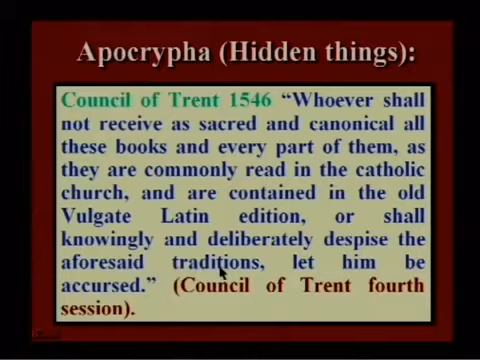 Apocrypha (Hidden things):
Council of Trent 1546 “Whoever shall
not receive as sacred and canonical all
these books and every part of them, as
they are commonly read in the catholic
church, and are contained in the old
Vulgate Latin edition, or shall
knowingly and deliberately despise the
aforesaid traditions, let him be
accursed.” (Council of Trent fourth
session).